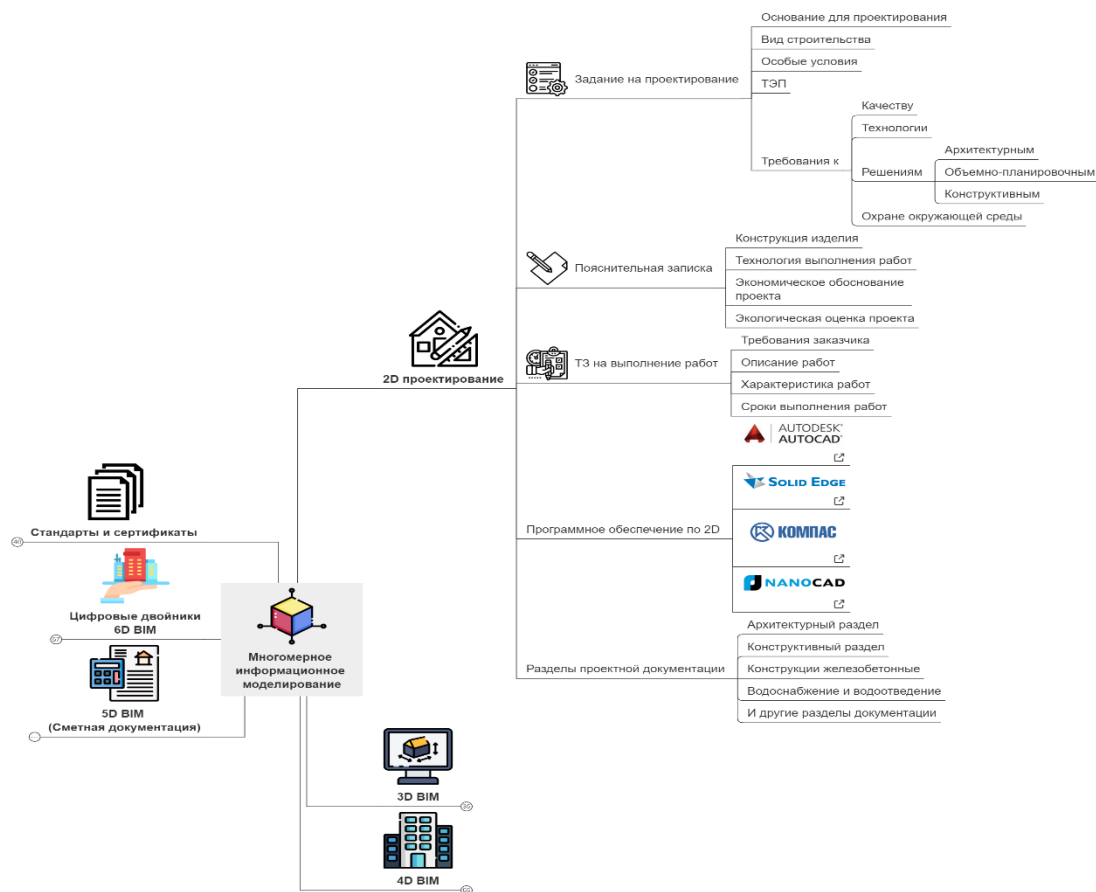 Основание для проектирования
Вид строительства
Особые условия
Задание на проектирование
ТЭП
Качеству
Технологии
Требования к
Архитектурным
Решениям
Объемно-планировочным
Конструктивным
Охране окружающей среды
Конструкция изделия
Пояснительная записка
Технология выполнения работ
Экономическое обоснование
проекта
Экологическая оценка проекта
2D проектирование
Требования заказчика
ТЗ на выполнение работ
Описание работ
Характеристика работ
Сроки выполнения работ
AUTODESK®
AUTOCAD®
SOLID EDGE
Программное обеспечение по 2D
КОМПАС
NANOCAD
Архитектурный раздел
Конструктивный раздел
Разделы проектной документации
Конструкции железобетонные
Водоснабжение и водоотведение
И другие разделы документации
Стандарты и сертификаты
Цифровые двойники
6D BIM
57
Многомерное
информационное
моделирование
5D BIM
(Сметная документация)
3D BIM
4D BIM